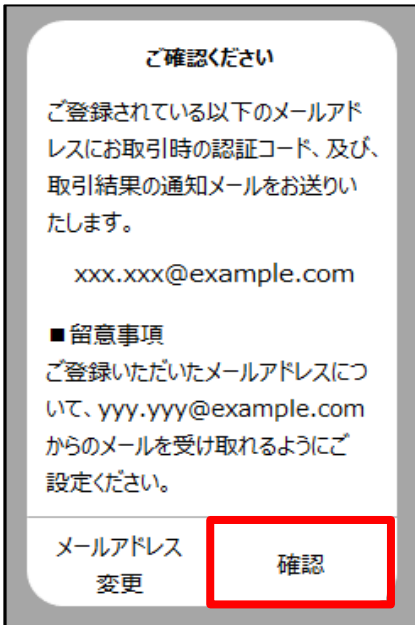 ご確認ください
ご登録されている以下のメールアド
レスにお取引時の認証コード、及び、
取引結果の通知メールをお送りい
たします。
xxx.xxx@example.com
■留意事項
ご登録いただいたメールアドレスにつ
いて、yyy.yyy@example.com
からのメールを受け取れるようにご
設定ください。
メールアドレス
変更
確認